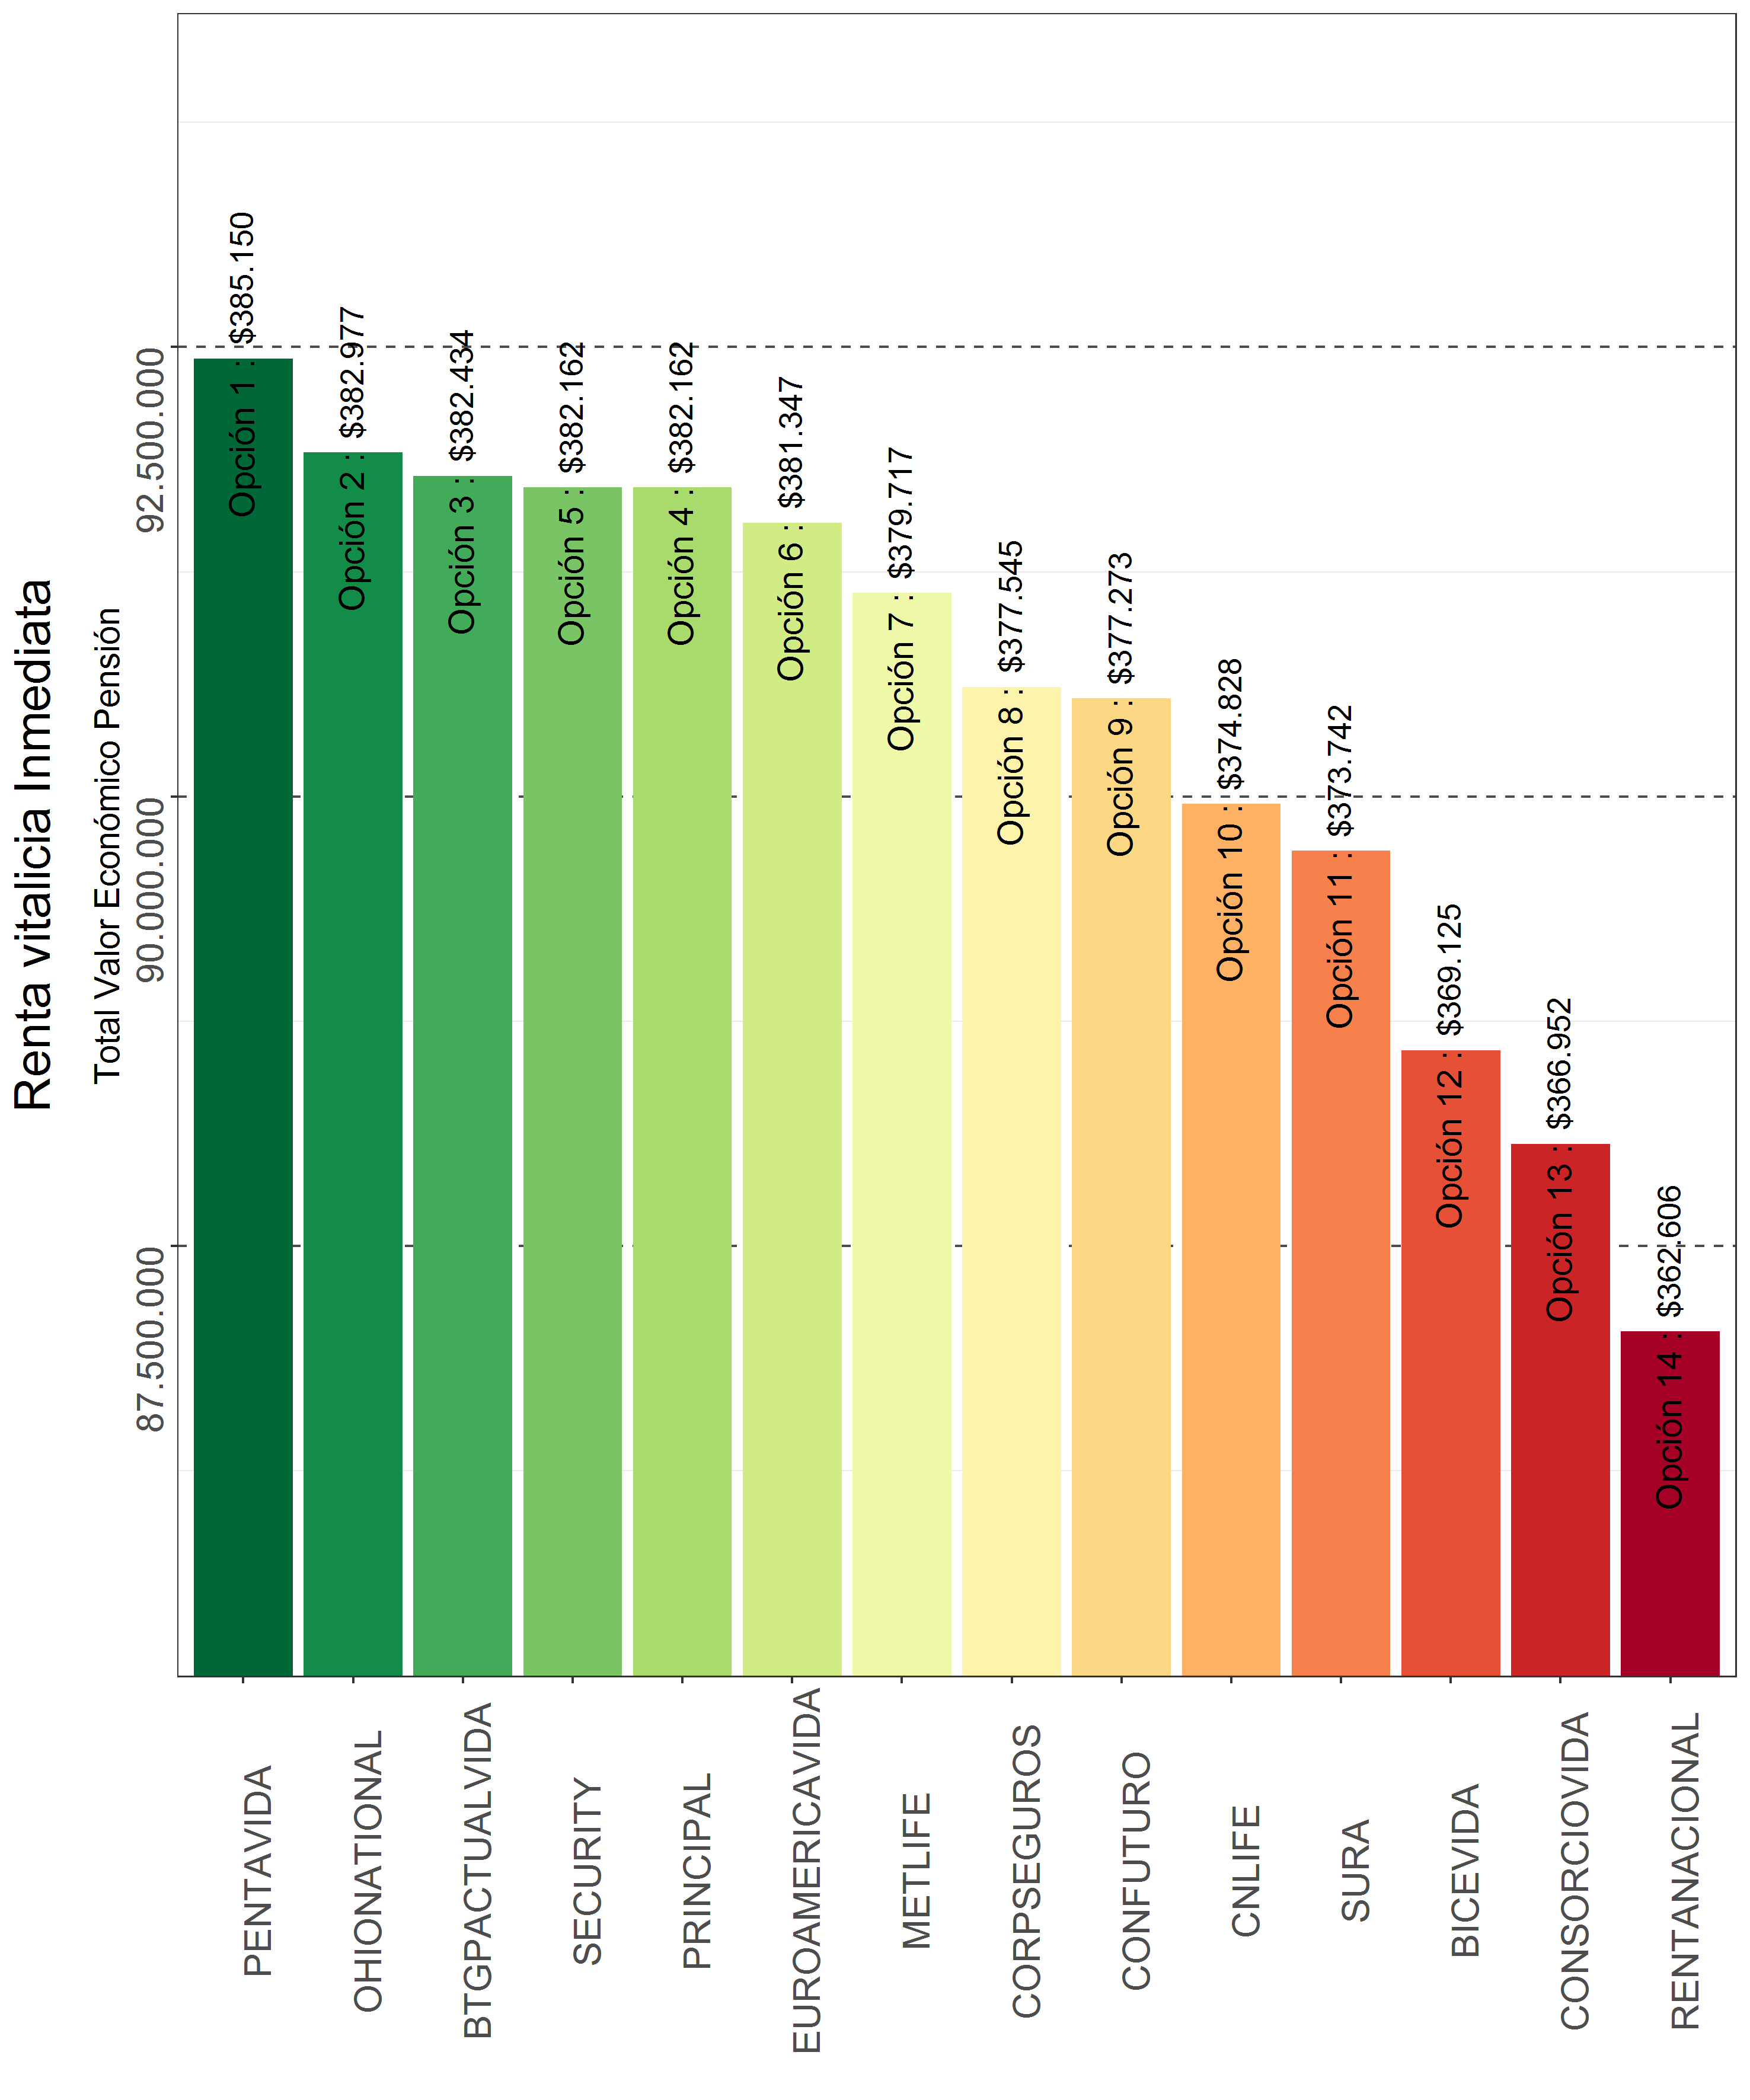 Renta vitalicia Inmediata
Total Valor Económico Pensión
92.500.000
90.000.000
87.500.000
Opción 1 : $385.150
Opción 2 : $382.977
Opción 3 : $382.434
Opción 5 : $382.162
Opción 4 : $382.162
Opción 6 : $381.347
Opción 7 : $379.717
Opción 8 : $377.545
Opción 9 : $377.273
Opción 10 : $374.828
Opción 11 : $373.742
Opción 12 : $369.125
Opción 13 : $366.952
Opción 14 : $362.606
PENTAVIDA
OHIONATIONAL
BTGPACTUALVIDA
SECURITY
PRINCIPAL
EUROAMERICAVIDA
METLIFE
CORPSEGUROS
CONFUTURO
CNLIFE
SURA
BICEVIDA
CONSORCIOVIDA
RENTANACIONAL